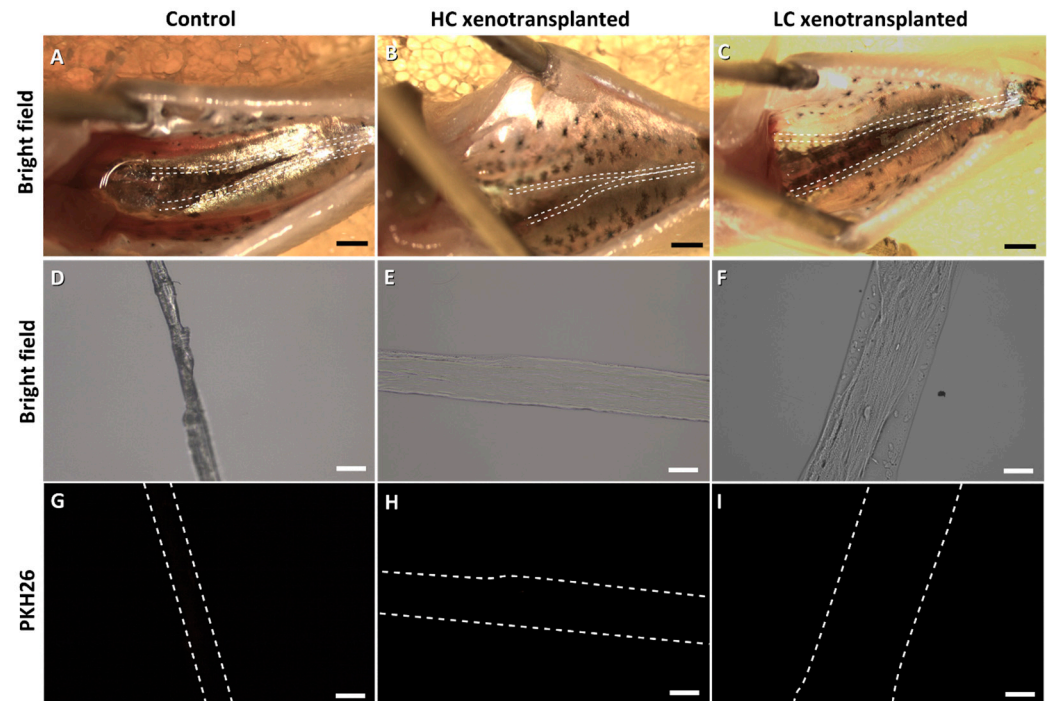 Control
HC xenotransplanted
LC xenotransplanted
Bright field
A
B
C
Bright field
D
E
F
PKH26
G
H
I